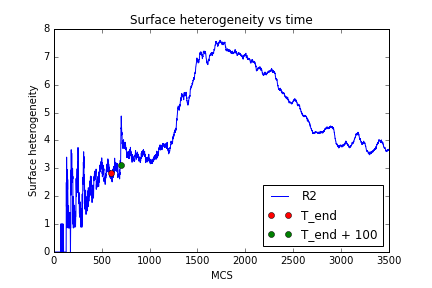 Surface heterogeneity vs time
8
7
6
5
4
3
2
1
0
Surface heterogeneity
0 500 1000 1500 2000 2500 3000 3500
MCS
R2
T_end
T_end + 100